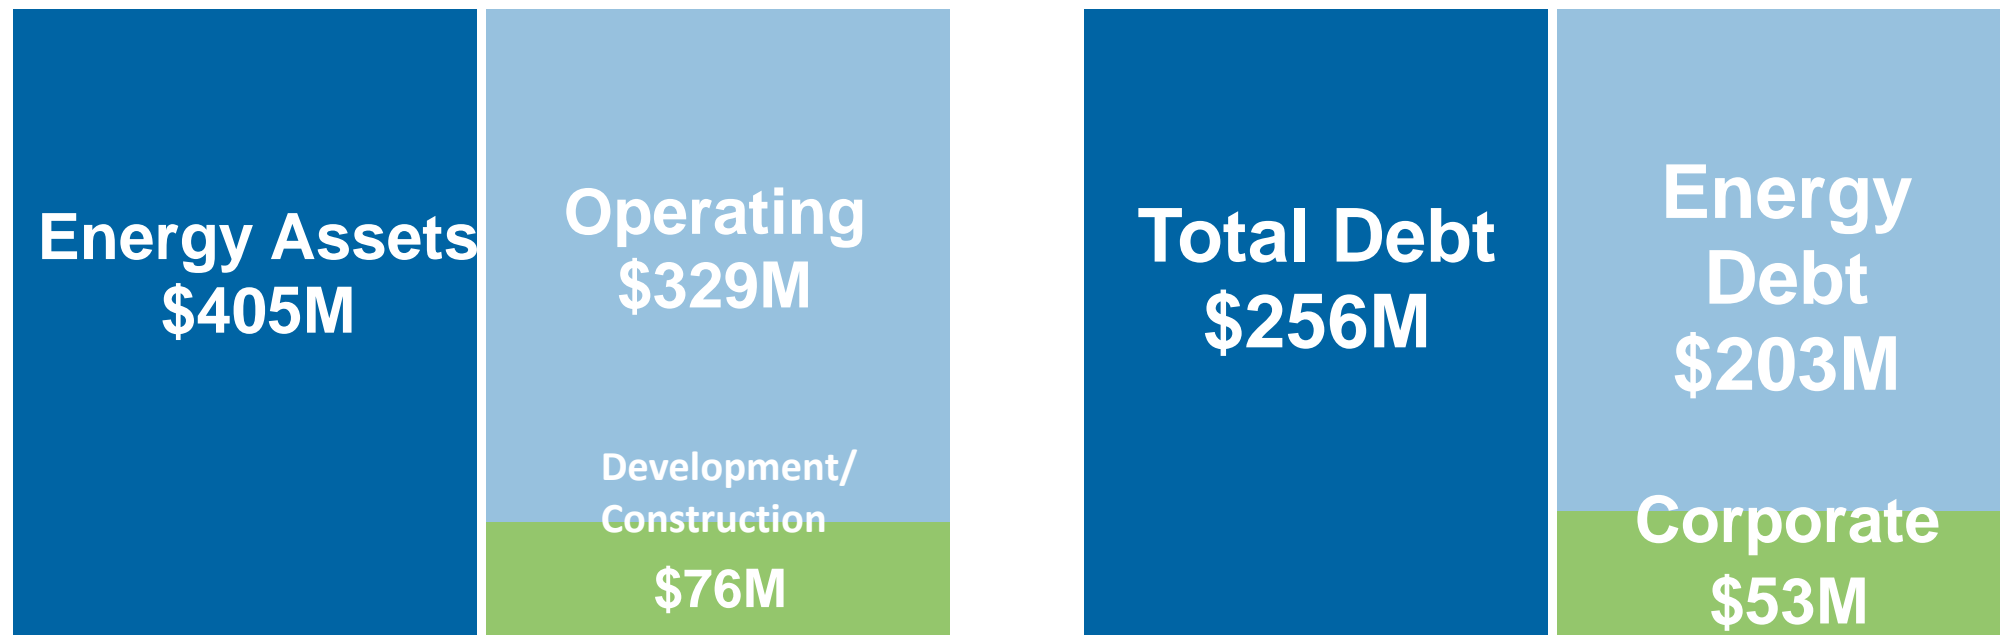 Energy Assets
$405M
Operating
$329M
Development/
Construction
$76M
Total Debt
$256M
Energy
Debt
$203M
Corporate
$53M